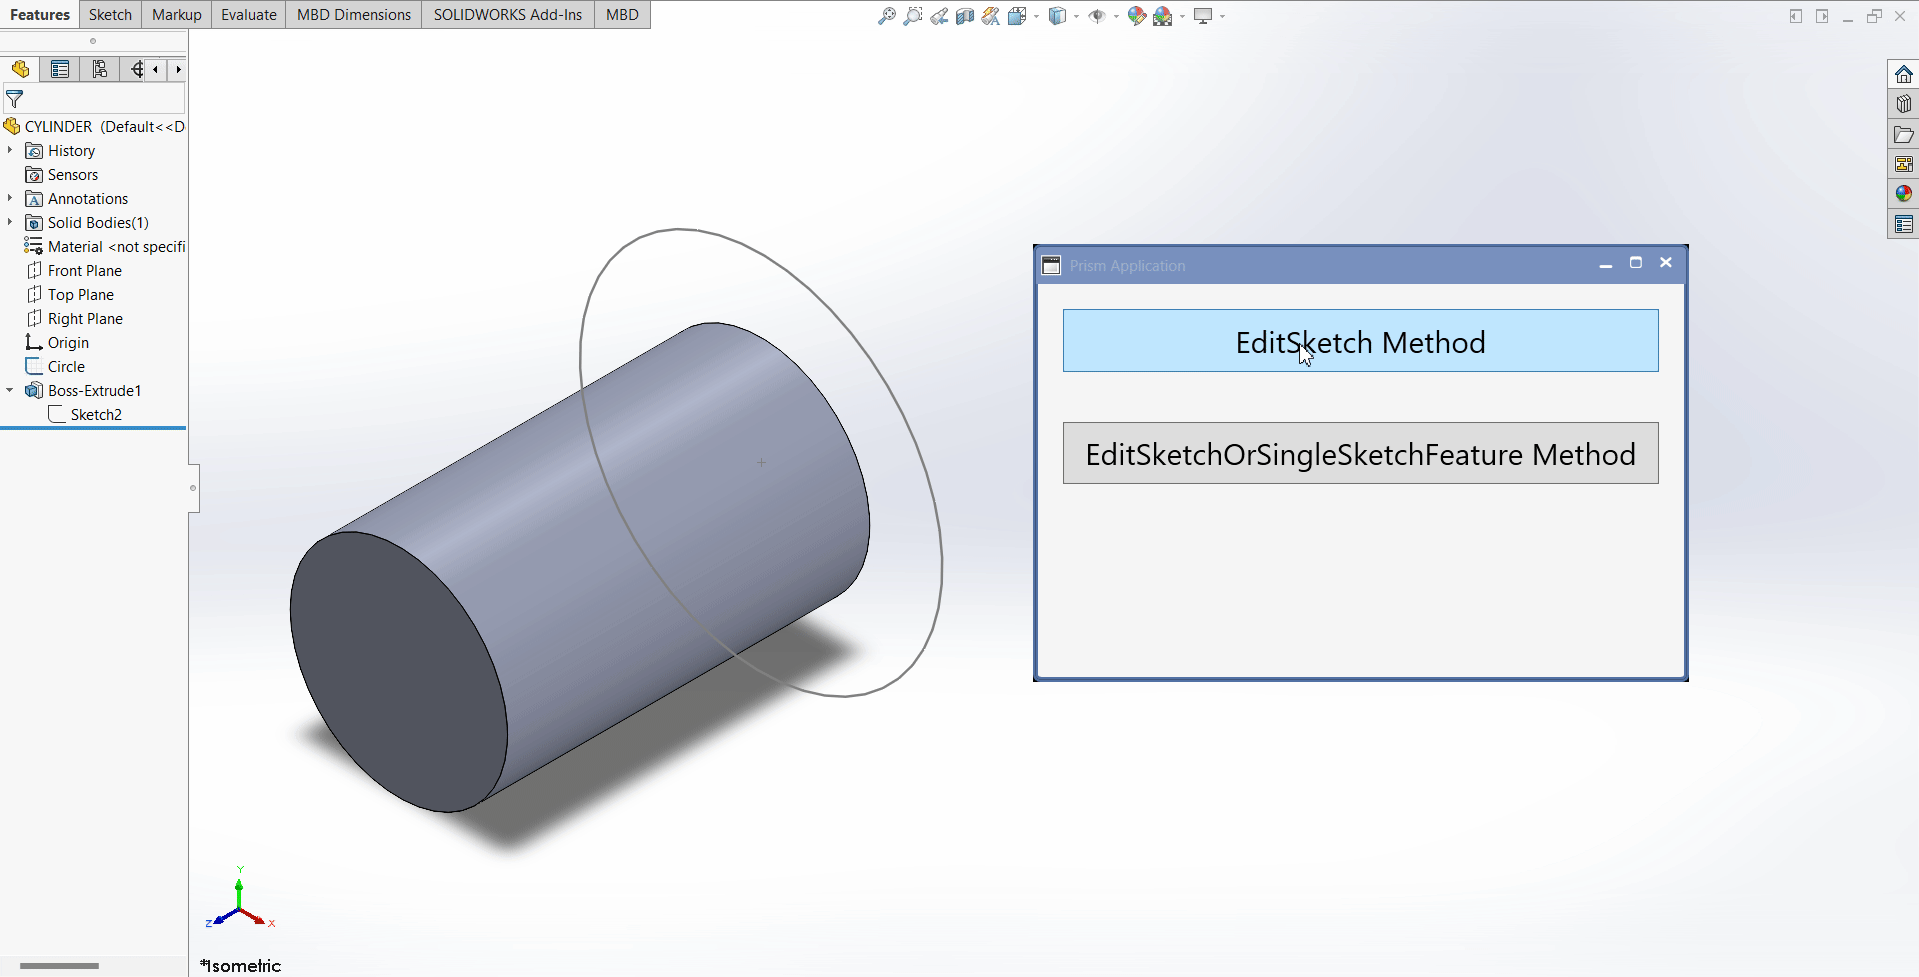 Features Sketch Markup Evaluate MBD Dimensions SOLIDWORKS Add-Ins MBD
CYLINDER (Default<<D
History
Sensors
A Annotations
Solid Bodies(1)
Material <not specifi
Front Plane
Top Plane
Right Plane
Origin
Circle
Boss-Extrude1
Sketch2
Prism Application
EditSketch Method
EditSketchOrSingleSketchFeature Method
Y
Z X
*Isometric